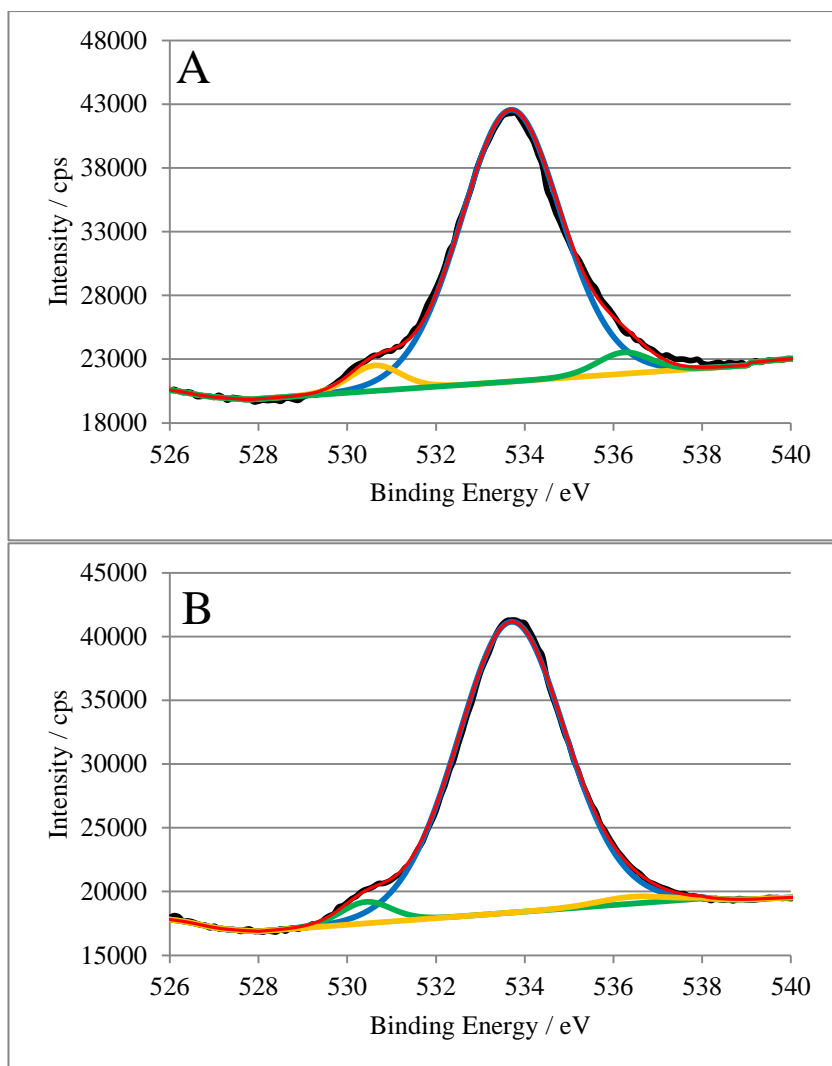 A
48000
43000
38000
33000
28000
23000
18000
Intensity / cps
526 528 530 532 534 536 538 540
Binding Energy / eV
B
45000
40000
35000
30000
25000
20000
15000
Intensity / cps
526 528 530 532 534 536 538 540
Binding Energy / eV